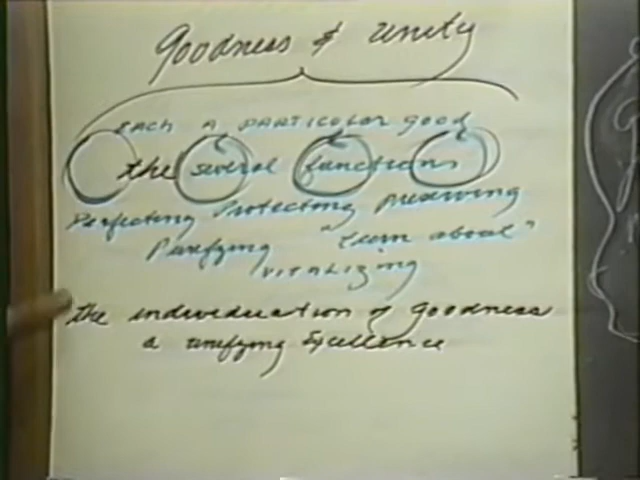 Goodness & Unity
EACH A PARTICULAR good
the several functions
Perfecting Protecting Preserving
Purifying "Turn about"
VITALIZING
the individuation of Goodness
a unifying Excellence